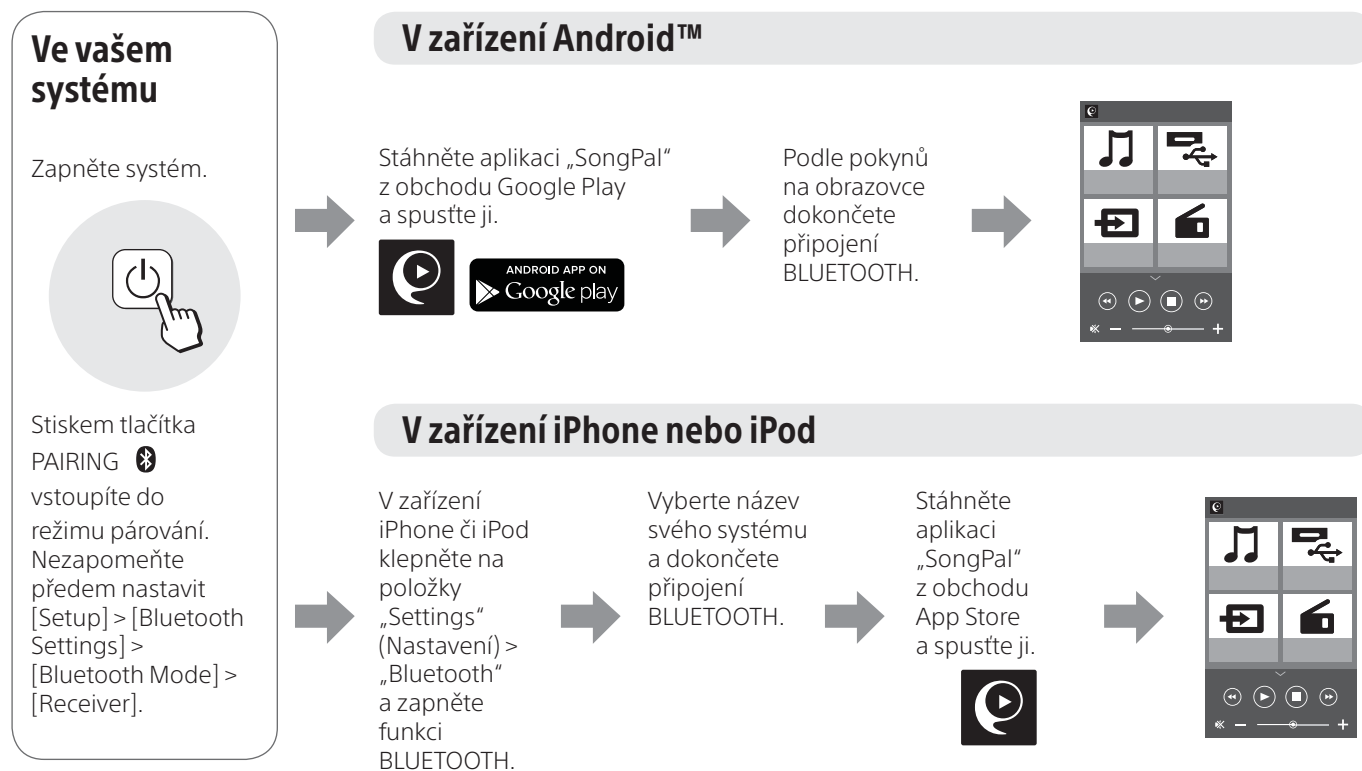 Ve vašem
systému
Zapněte systém.
Stiskem tlačítka
PAIRING
vstoupíte do
režimu párování.
Nezapomeňte
předem nastavit
[Setup] > [Bluetooth
Settings] >
[Bluetooth Mode] >
[Receiver].
V zařízení Android™
Stáhněte aplikaci „SongPal“
z obchodu Google Play
a spusťte ji.
ANDROID APP ON
Google play
Podle pokynů
na obrazovce
dokončete
připojení
BLUETOOTH.
V zařízení iPhone nebo iPod
V zařízení
iPhone či iPod
klepněte na
položky
„Settings“
(Nastavení) >
„Bluetooth“
a zapněte
funkci
BLUETOOTH.
Vyberte název
svého systému
a dokončete
připojení
BLUETOOTH.
Stáhněte
aplikaci
„SongPal“
z obchodu
App Store
a spusťte ji.